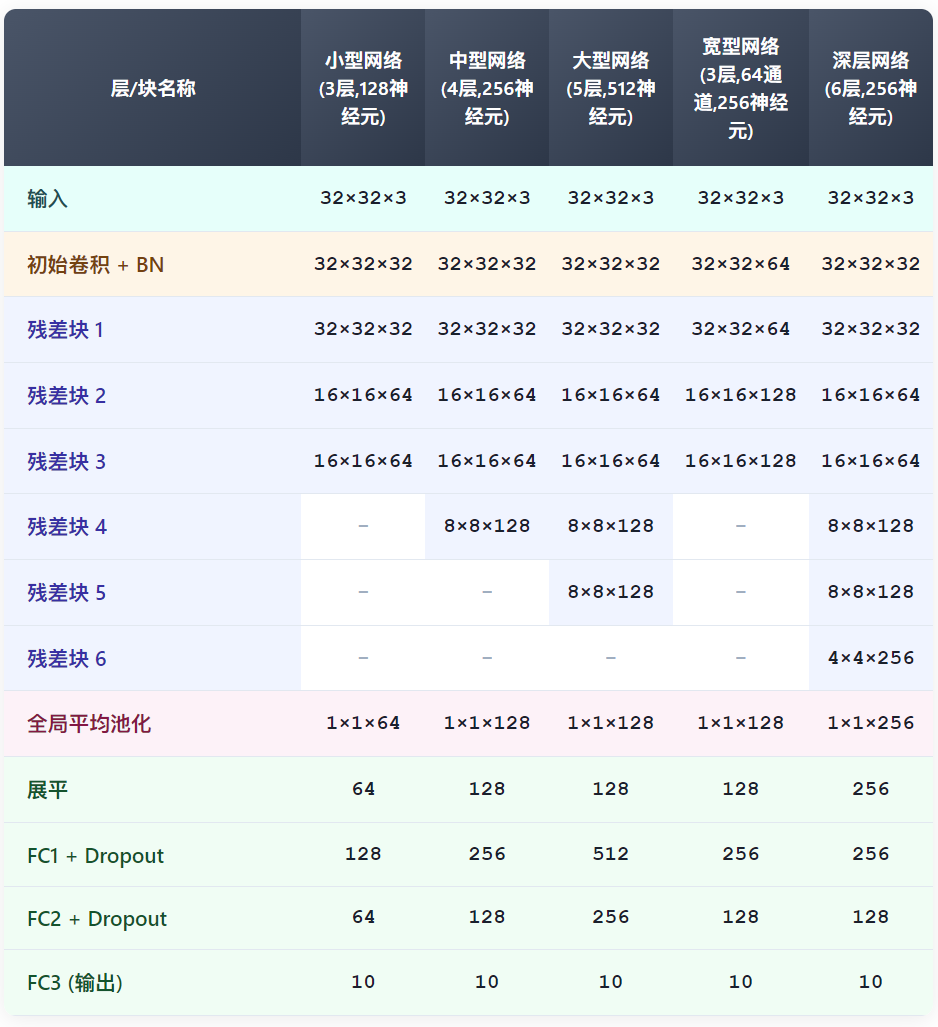 层/块名称 小型网络 (3层,128神经元) 中型网络 (4层,256神经元) 大型网络 (5层,512神经元) 宽型网络 (3层,64通道,256神经元) 深层网络 (6层,256神经元)
输入 32×32×3 32×32×3 32×32×3 32×32×3 32×32×3
初始卷积 + BN 32×32×32 32×32×32 32×32×32 32×32×64 32×32×32
残差块 1 32×32×32 32×32×32 32×32×32 32×32×64 32×32×32
残差块 2 16×16×64 16×16×64 16×16×64 16×16×128 16×16×64
残差块 3 16×16×64 16×16×64 16×16×64 16×16×128 16×16×64
残差块 4 – 8×8×128 8×8×128 – 8×8×128
残差块 5 – – 8×8×128 – 8×8×128
残差块 6 – – – – 4×4×256
全局平均池化 1×1×64 1×1×128 1×1×128 1×1×128 1×1×256
展平 64 128 128 128 256
FC1 + Dropout 128 256 512 256 256
FC2 + Dropout 64 128 256 128 128
FC3 (输出) 10 10 10 10 10